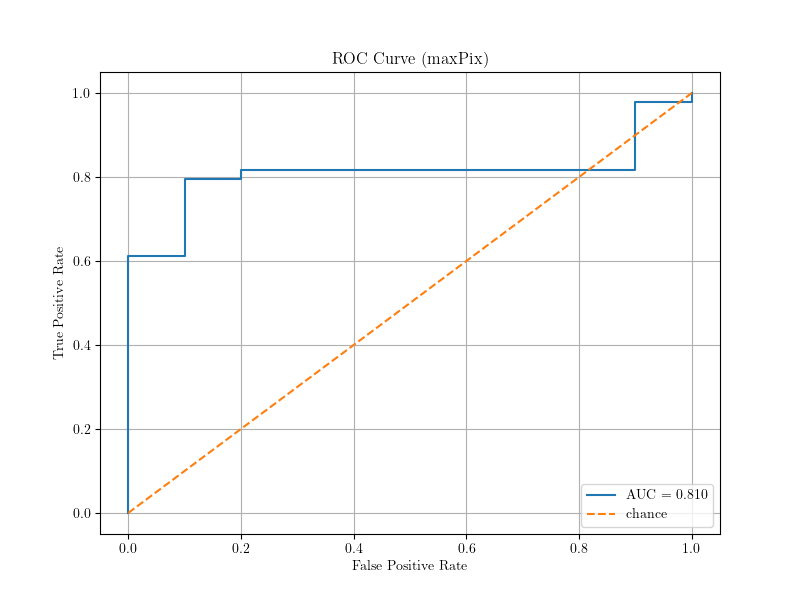 ROC Curve (maxPix)
True Positive Rate
1.0
0.8
0.6
0.4
0.2
0.0
AUC = 0.810
chance
0.0 0.2 0.4 0.6 0.8 1.0
False Positive Rate